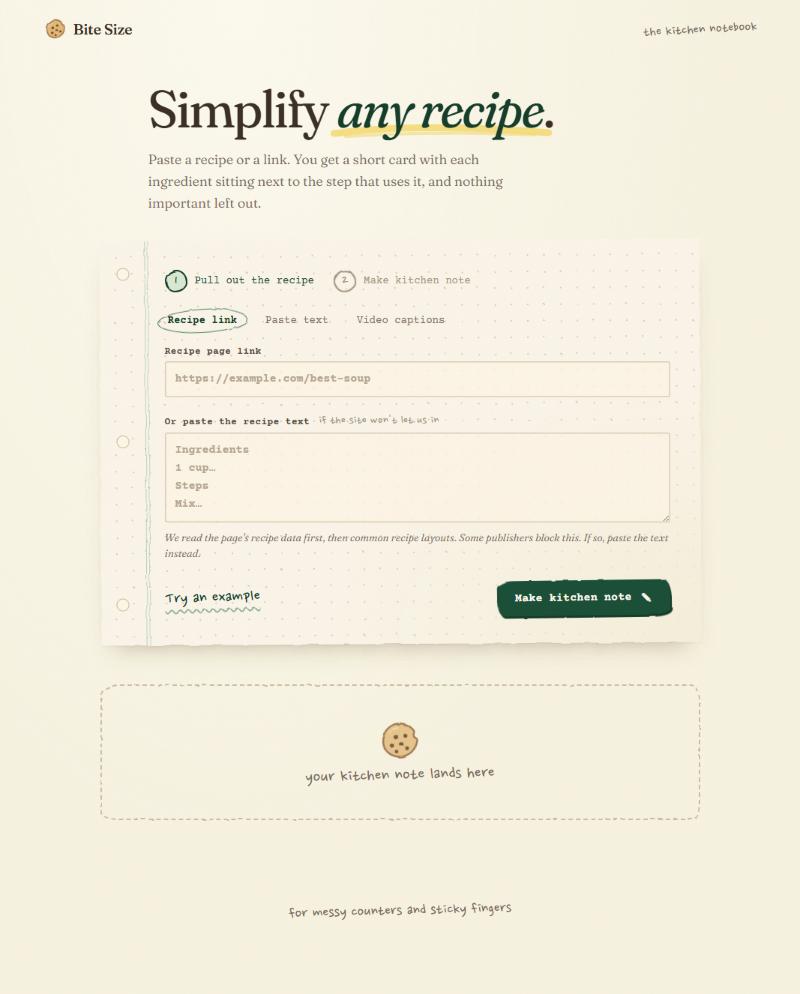 Bite Size
the kitchen notebook
Simplify any recipe.
Paste a recipe or a link. You get a short card with each
ingredient sitting next to the step that uses it, and nothing
important left out.
1 Pull out the recipe 2 Make kitchen note
Recipe link Paste text Video captions
Recipe page link
https://example.com/best-soup
Or paste the recipe text if the site won't let us in
Ingredients
1 cup…
Steps
Mix…
We read the page's recipe data first, then common recipe layouts. Some publishers block this. If so, paste the text
instead.
Try an example
Make kitchen note
your kitchen note lands here
for messy counters and sticky fingers